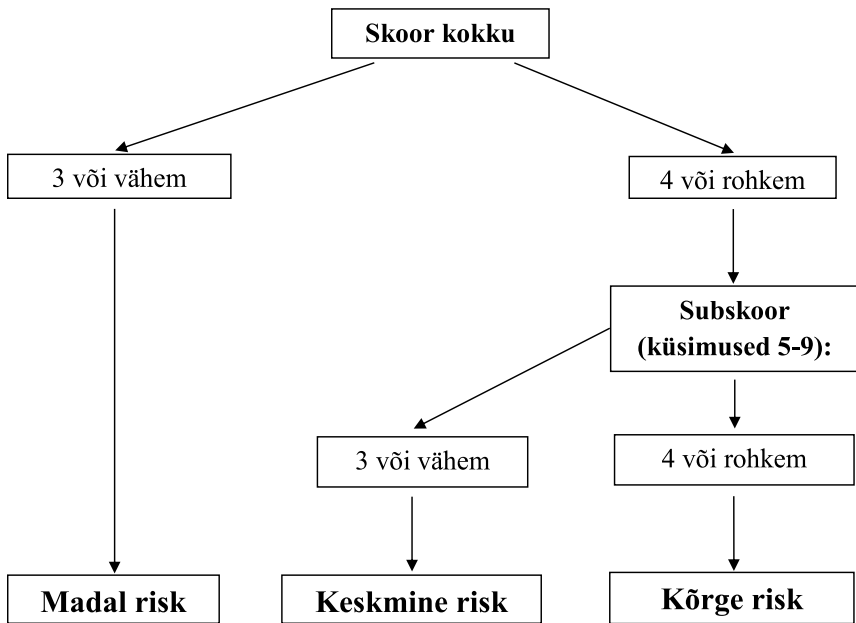 Skoor kokku
3 või vähem
4 või rohkem
Subskoor
(küsimused 5-9):
3 või vähem
4 või rohkem
Madal risk
Keskmine risk
Kõrge risk